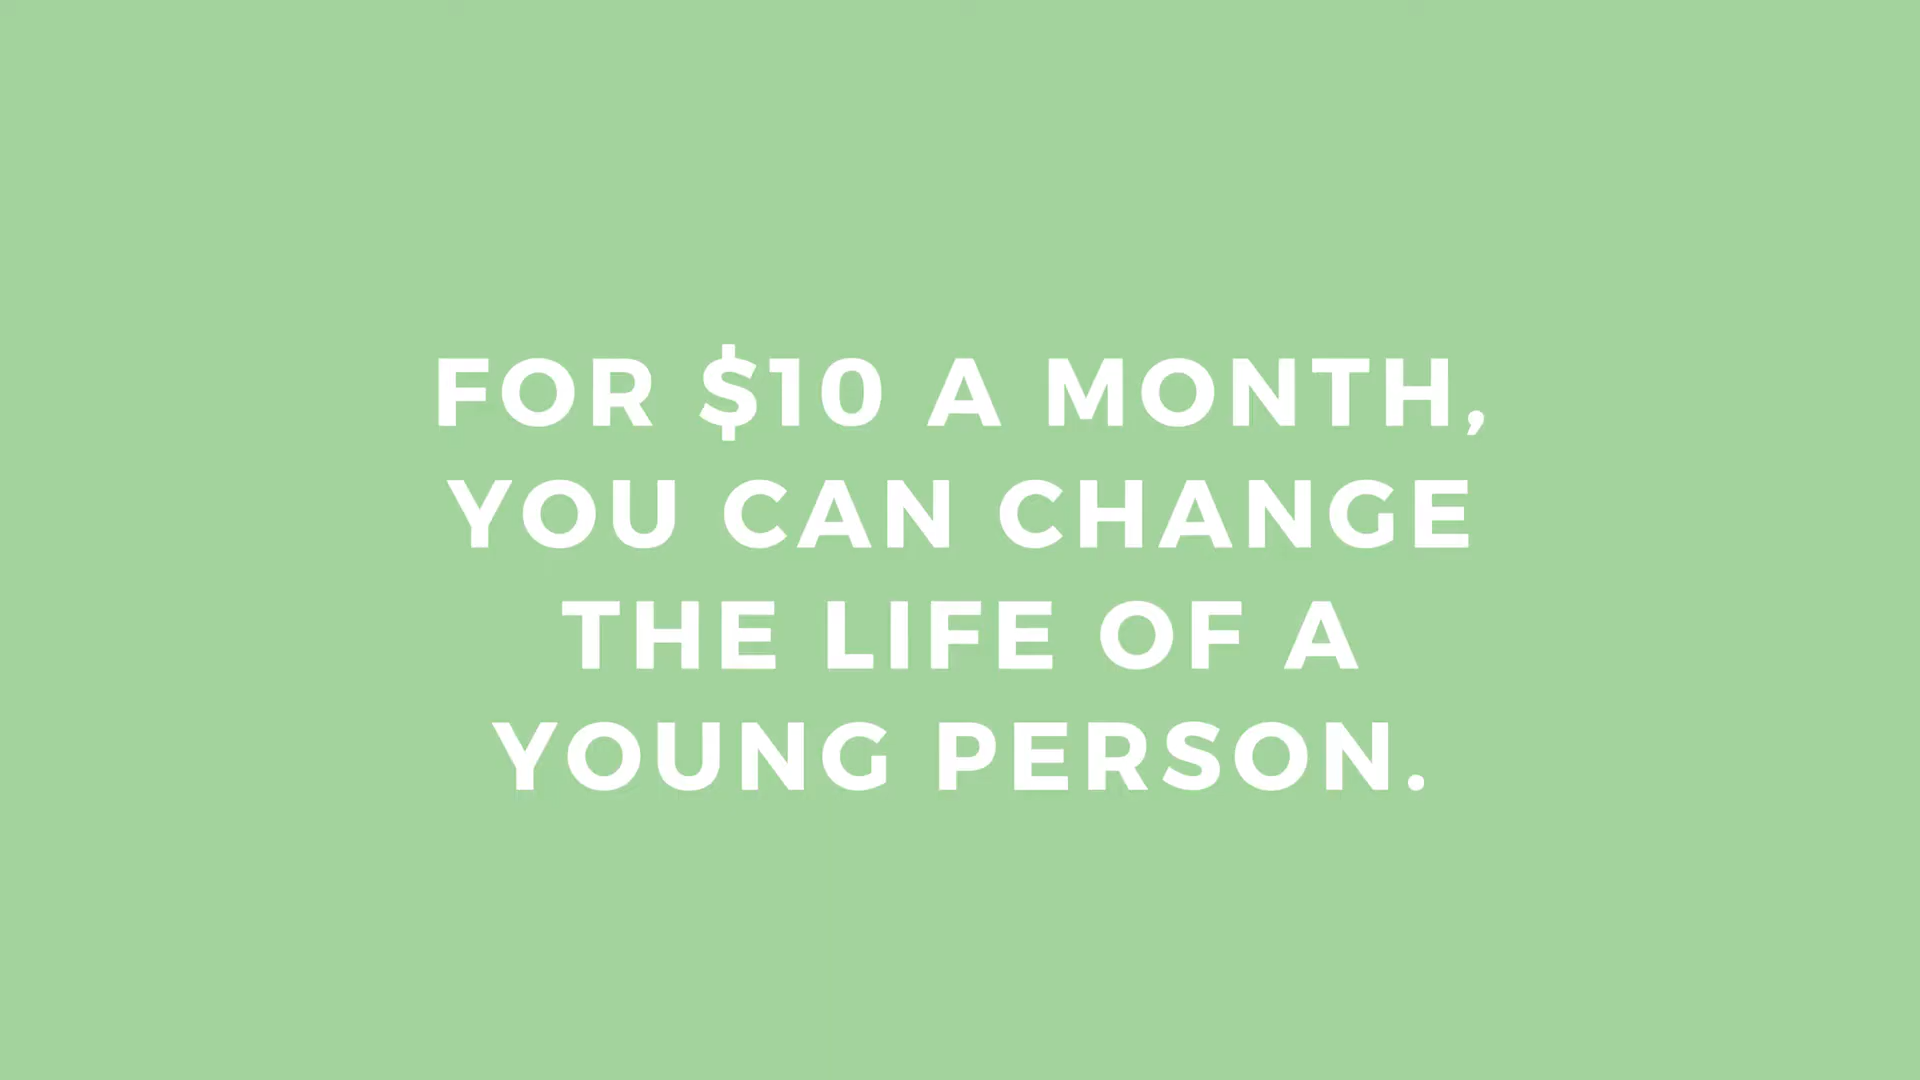 FOR $10 A MONTH,
YOU CAN CHANGE
THE LIFE OF A
YOUNG PERSON.